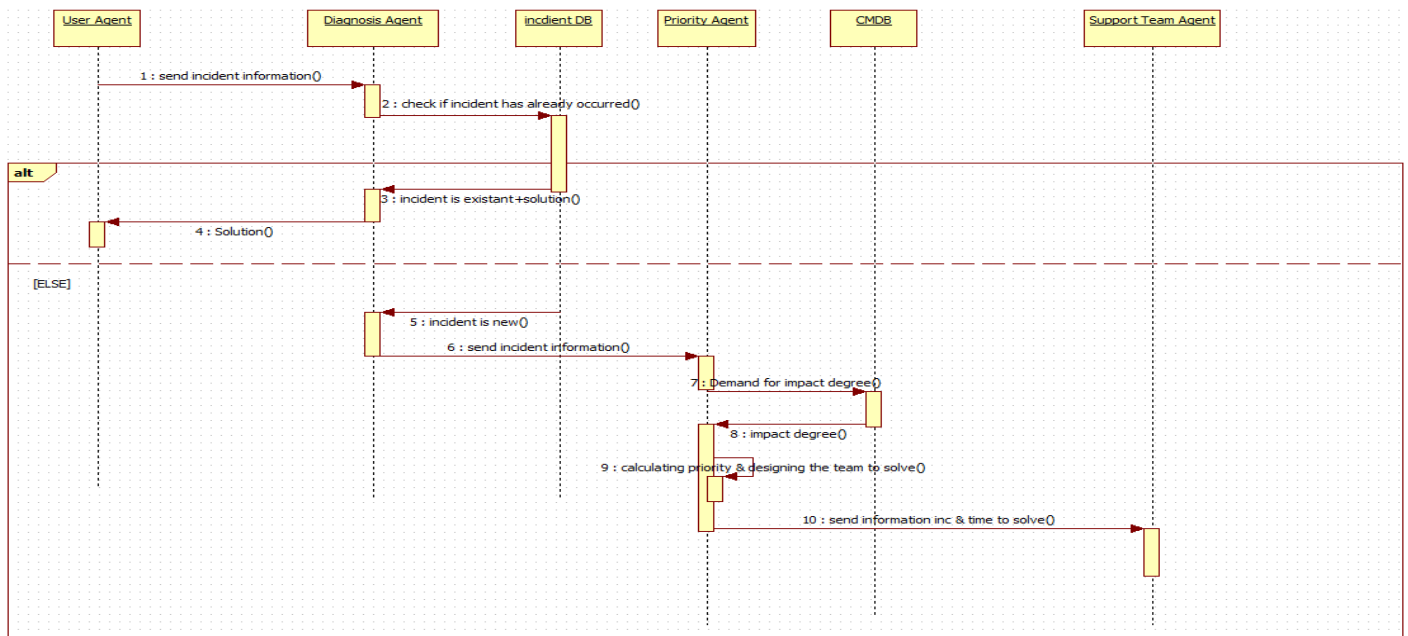 User Agent
Diagnosis Agent
incdient DB
Priority Agent
CMDB
Support Team Agent
1 : send incident information()
2 : check if incident has already occurred()
alt
3 : incident is existant+solution()
4 : Solution()
[ELSE]
5 : incident is new()
6 : send incident information()
7 : Demand for impact degree()
8 : impact degree()
9 : calculating priority & designing the team to solve()
10 : send information inc & time to solve()